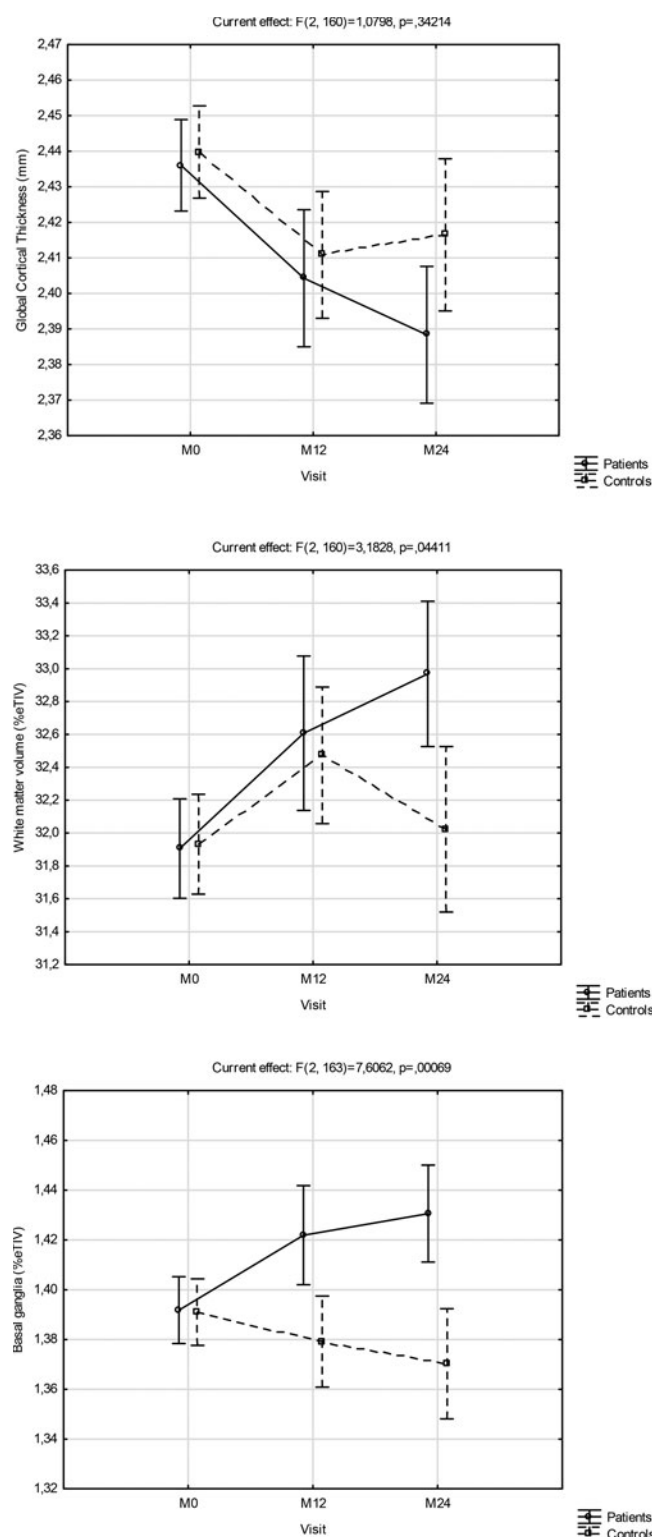 Current effect: F(2, 160)=1,0798, p=,34214
2,47
2,46
2,45
2,44
2,43
2,42
2,41
2,40
2,39
2,38
2,37
2,36
Global Cortical Thickness (mm)
M0 M12 M24
Visit
Patients
Controls
Current effect: F(2, 160)=3,1828, p=,04411
33,6
33,4
33,2
33,0
32,8
32,6
32,4
32,2
32,0
31,8
31,6
31,4
31,2
White matter volume (%eTIV)
M0 M12 M24
Visit
Patients
Controls
Current effect: F(2, 163)=7,6062, p=,00069
1,48
1,46
1,44
1,42
1,40
1,38
1,36
1,34
1,32
Basal ganglia (%eTIV)
M0 M12 M24
Visit
Patients
Controls